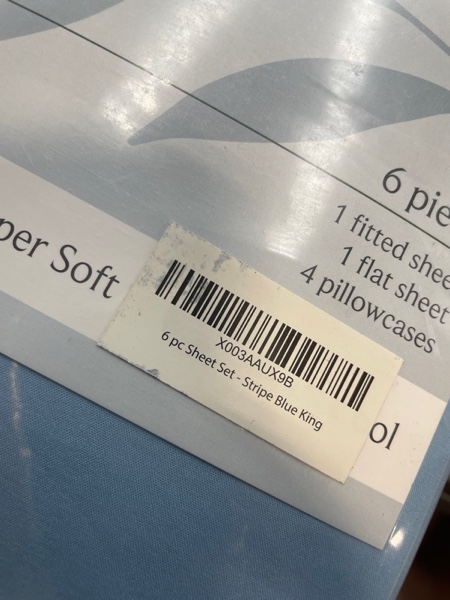 6 pie
1 fitted shee
1 flat sheet
4 pillowcases
per Soft
ol
X003AAUX9B
6 pc Sheet Set - Stripe Blue King